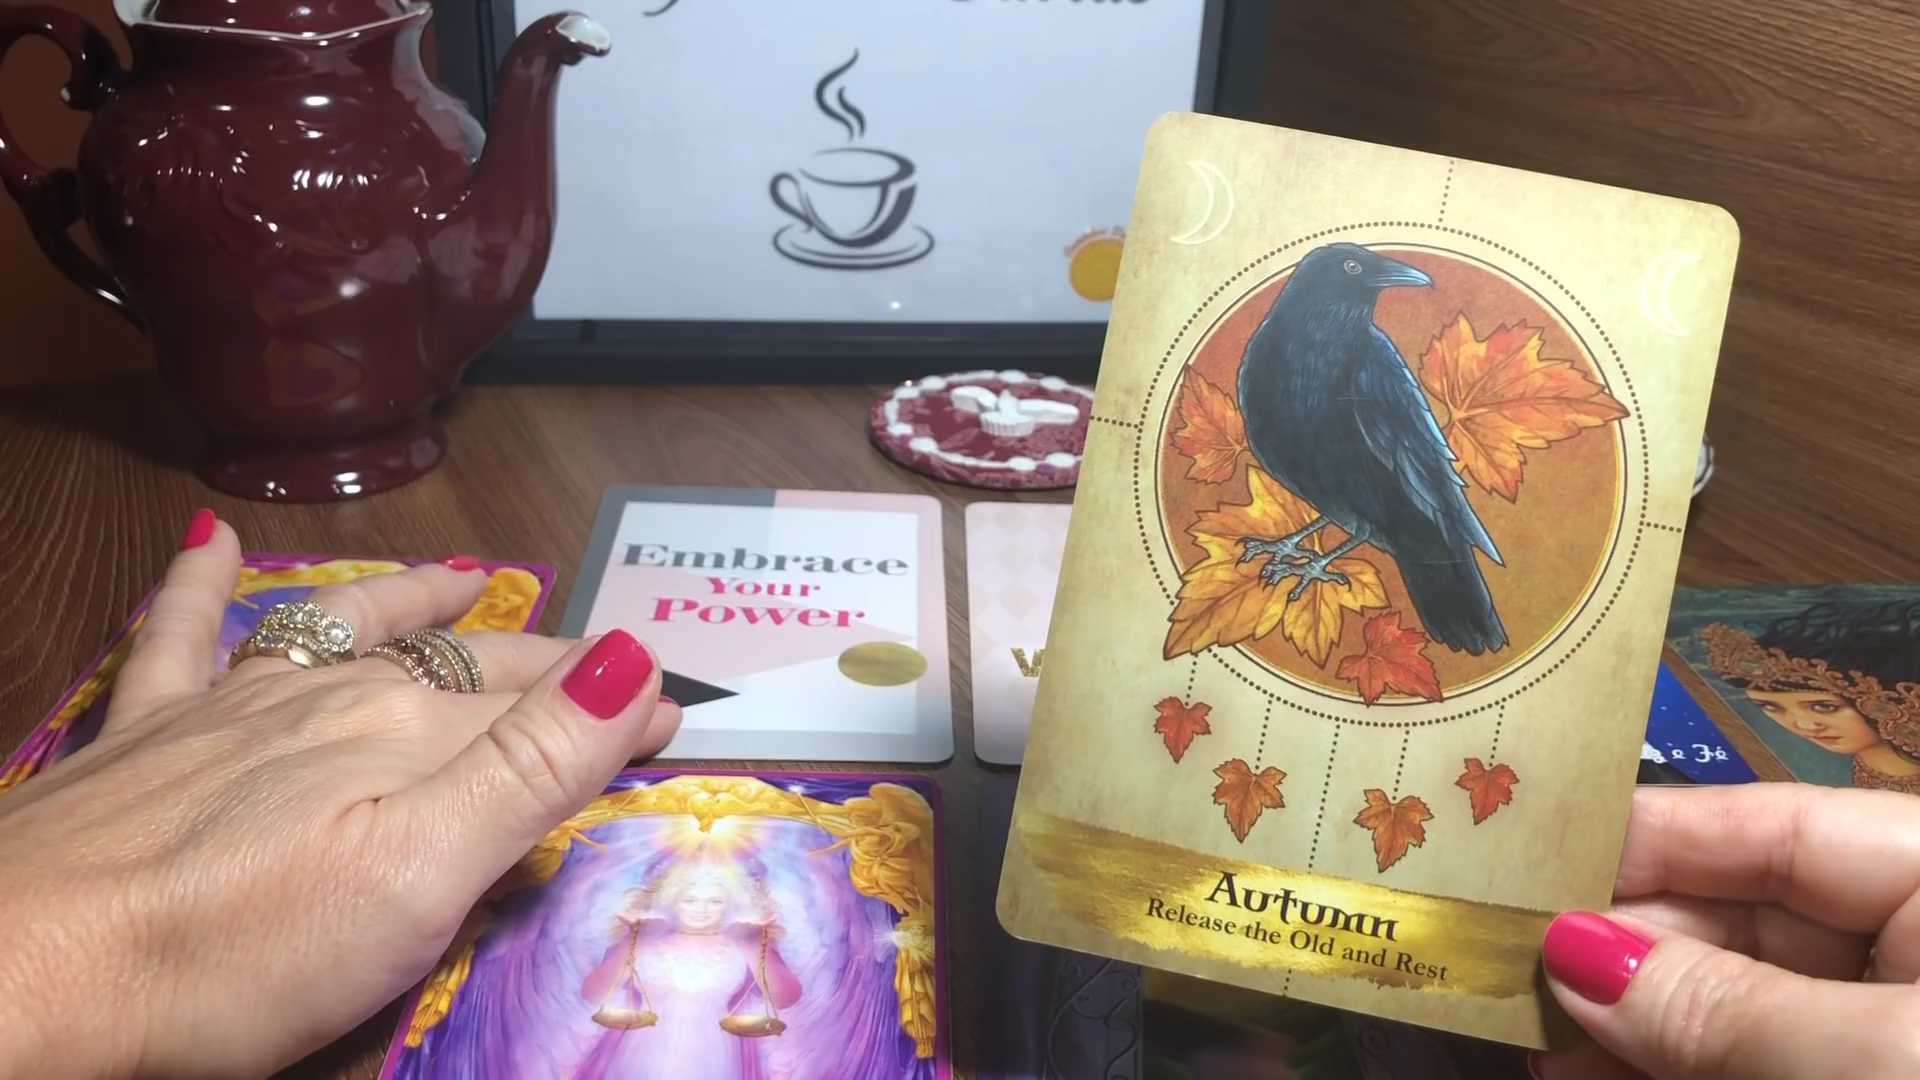 Embrace
Your
Power
Autumn
Release the Old and Rest